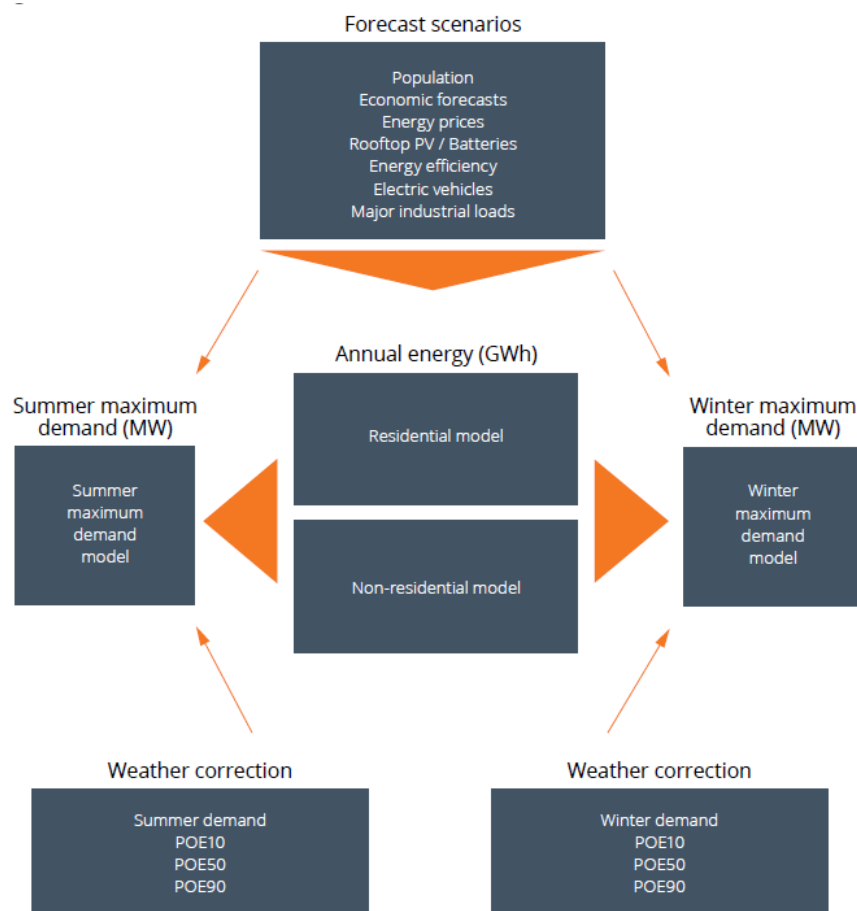 Forecast scenarios
Population
Economic forecasts
Energy prices
Rooftop PV / Batteries
Energy efficiency
Electric vehicles
Major industrial loads
Annual energy (GWh)
Residential model
Non-residential model
Summer maximum
demand (MW)
Summer
maximum
demand
model
Winter maximum
demand (MW)
Winter
maximum
demand
model
Weather correction
Summer demand
POE10
POE50
POE90
Weather correction
Winter demand
POE10
POE50
POE90